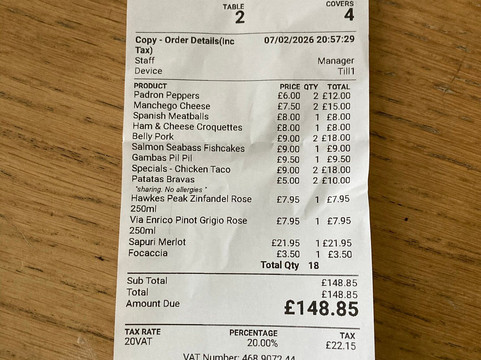 TABLE COVERS
2 4
Copy - Order Details(Inc 07/02/2026 20:57:29
Tax)
Staff Manager
Device Till1
PRODUCT PRICE QTY TOTAL
Padron Peppers £6.00 2 £12.00
Manchego Cheese £7.50 2 £15.00
Spanish Meatballs £8.00 1 £8.00
Ham & Cheese Croquettes £8.00 1 £8.00
Belly Pork £9.00 2 £18.00
Salmon Seabass Fishcakes £9.00 1 £9.00
Gambas Pil Pil £9.50 1 £9.50
Specials - Chicken Taco £9.00 2 £18.00
Patatas Bravas £5.00 2 £10.00
"sharing. No allergies "
Hawkes Peak Zinfandel Rose £7.95 1 £7.95
250ml
Via Enrico Pinot Grigio Rose £7.95 1 £7.95
250ml
Sapuri Merlot £21.95 1 £21.95
Focaccia £3.50 1 £3.50
Total Qty 18
Sub Total £148.85
Total £148.85
Amount Due £148.85
TAX RATE PERCENTAGE TAX
20VAT 20.00% £22.15
VAT Number: 468 9072 44